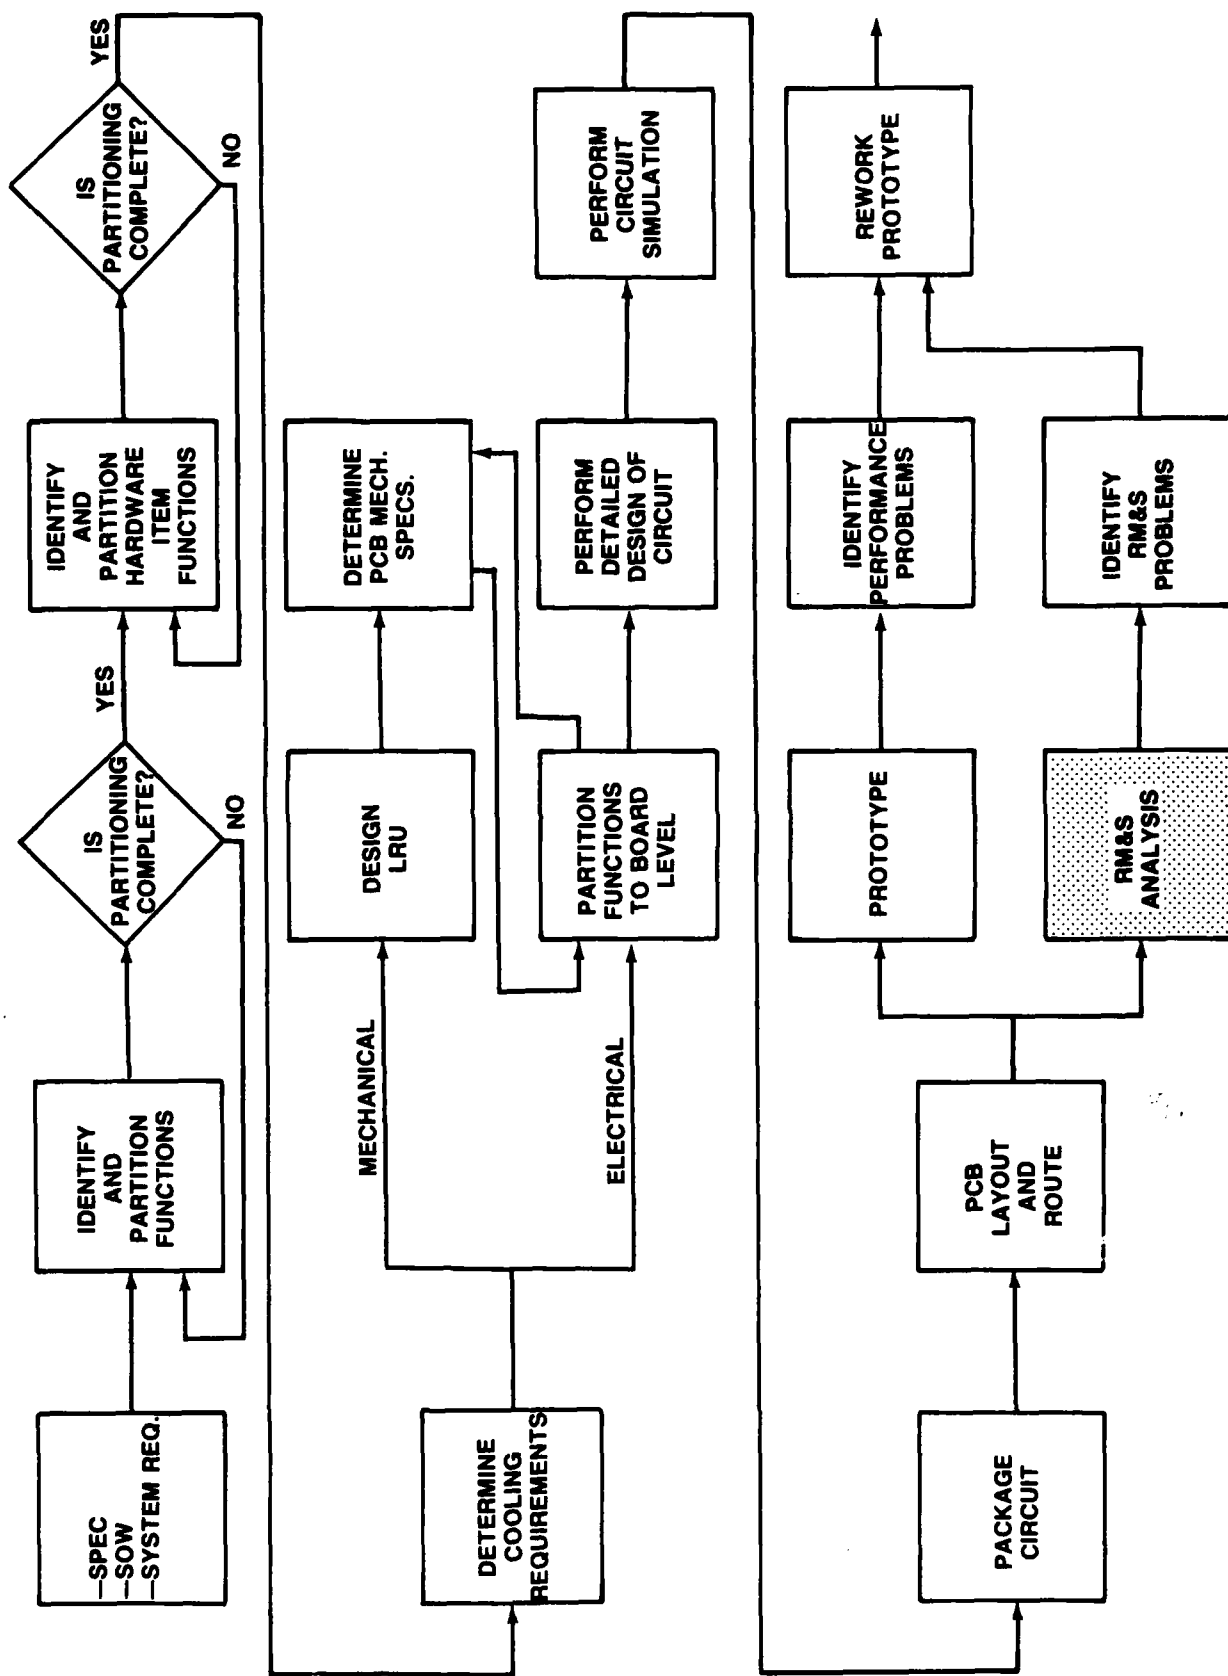 —SPEC
—SOW
—SYSTEM REQ.
IDENTIFY
AND
PARTITION
FUNCTIONS
IS
PARTITIONING
COMPLETE?
NO
YES
IDENTIFY
AND
PARTITION
HARDWARE
ITEM
FUNCTIONS
IS
PARTITIONING
COMPLETE?
NO
YES
DETERMINE
COOLING
REQUIREMENTS
MECHANICAL
ELECTRICAL
DESIGN
LRU
DETERMINE
PCB MECH.
SPECS.
PARTITION
FUNCTIONS
TO BOARD
LEVEL
PERFORM
DETAILED
DESIGN OF
CIRCUIT
PERFORM
CIRCUIT
SIMULATION
PACKAGE
CIRCUIT
PCB
LAYOUT
AND
ROUTE
PROTOTYPE
IDENTIFY
PERFORMANCE
PROBLEMS
REWORK
PROTOTYPE
RM&S
ANALYSIS
IDENTIFY
RM&S
PROBLEMS